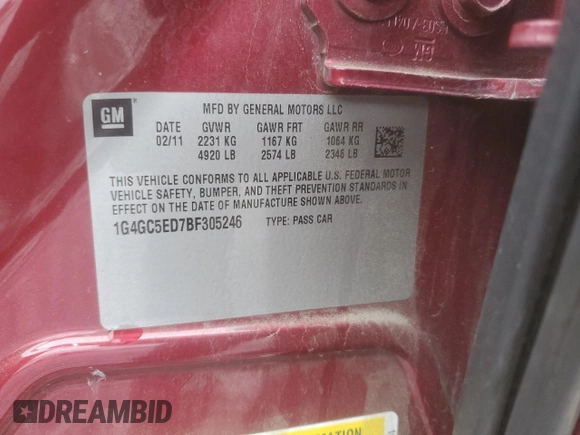 GM
MFD BY GENERAL MOTORS LLC
DATE GVWR GAWR FRT GAWR RR
02/11 2231 KG 1167 KG 1064 KG
4920 LB 2574 LB 2346 LB
THIS VEHICLE CONFORMS TO ALL APPLICABLE U.S. FEDERAL MOTOR
VEHICLE SAFETY, BUMPER, AND THEFT PREVENTION STANDARDS IN
EFFECT ON THE DATE OF MANUFACTURE SHOWN ABOVE.
1G4GC5ED7BF305246 TYPE: PASS CAR
DREAMBID